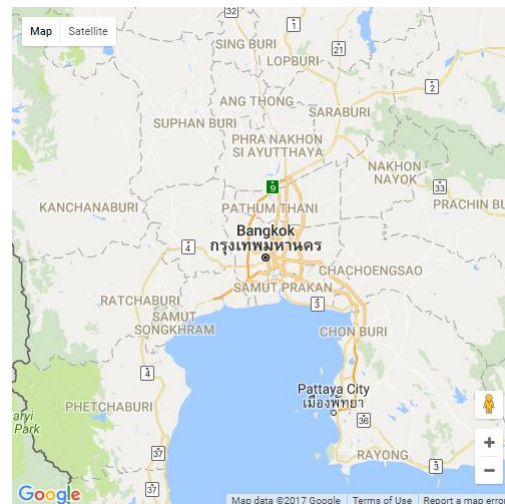 Map Satellite
32
1
SING BURI
21
LOPBURI
2
ANG THONG
SARABURI
SUPHAN BURI
PHRA NAKHON
SI AYUTTHAYA
NAKHON
NAYOK
9
33
KANCHANABURI
PATHUM THANI
PRACHIN BU
Bangkok
กรุงเทพมหานคร
4
CHACHOENGSAO
SAMUT PRAKAN
RATCHABURI
3
SAMUT
SONGKHRAM
CHON BURI
4
Pattaya City
เมืองพัทยา
PHETCHABURI
aryi
Park
36
+
37
RAYONG
3
−
37
Google
Map data ©2017 Google Terms of Use Report a map error